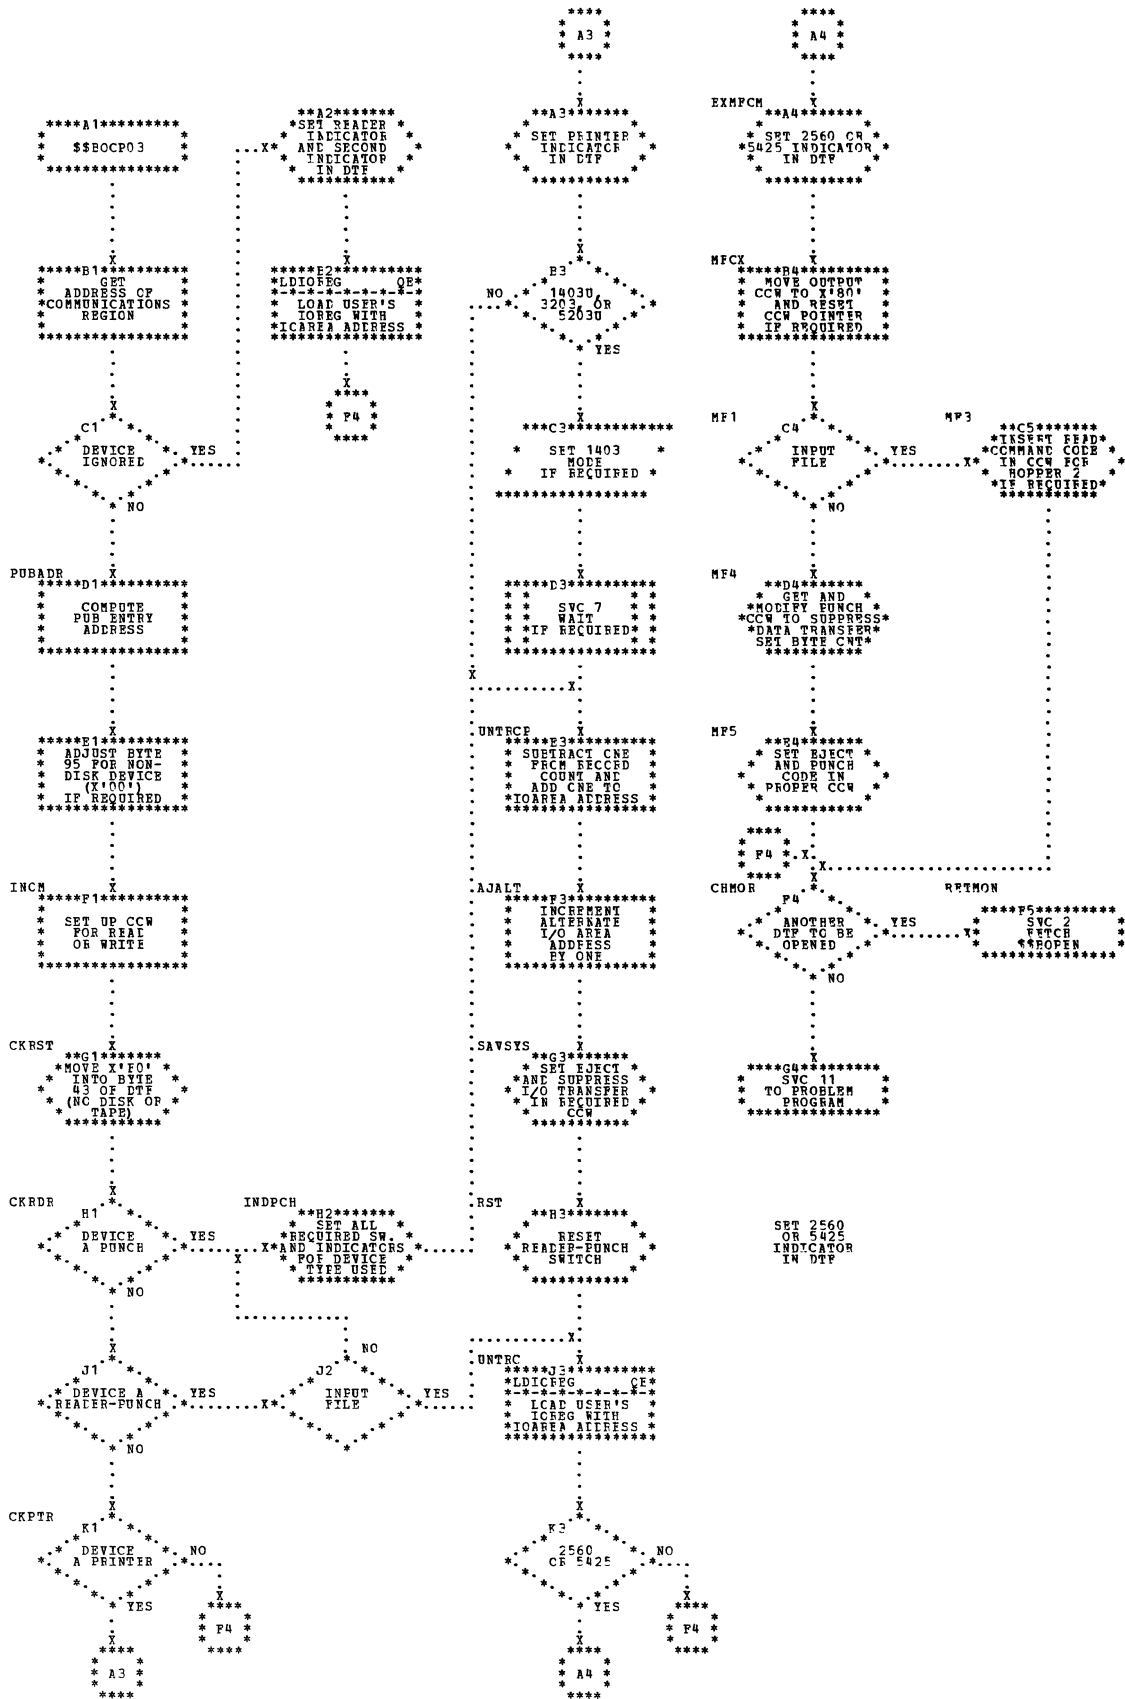 A3
A4
A1
$$BOCP03
A2
SET READER
INDICATOR
AND SECOND
INDICATOR
IN DTF
A3
SET PRINTER
INDICATOR
IN DTF
EXMFCM
A4
SET 2560 OR
5425 INDICATOR
IN DTF
B1
GET
ADDRESS OF
COMMUNICATIONS
REGION
B2
LDIOREG QE
LOAD USER'S
IOREG WITH
IOAREA ADDRESS
F4
B3
1403U,
3203, OR
5203U
NO
YES
MFCX
B4
MOVE OUTPUT
CCW TO X'80'
AND RESET
CCW POINTER
IF REQUIRED
C1
DEVICE
IGNORED
YES
NO
C3
SET 1403
MODE
IF REQUIRED
MF1
C4
INPUT
FILE
YES
NO
MF3
C5
INSERT READ
COMMAND CODE
IN CCW FOR
HOPPER 2
IF REQUIRED
PUBADR
D1
COMPUTE
PUB ENTRY
ADDRESS
D3
SVC 7
WAIT
IF REQUIRED
MF4
D4
GET AND
MODIFY PUNCH
CCW TO SUPPRESS
DATA TRANSFER
SET BYTE CNT
E1
ADJUST BYTE
95 FOR NON-
DISK DEVICE
(X'00')
IF REQUIRED
UNTRCP
E3
SUBTRACT ONE
FROM RECORD
COUNT AND
ADD ONE TO
IOAREA ADDRESS
MF5
E4
SET EJECT
AND PUNCH
CODE IN
PROPER CCW
F4
INCM
F1
SET UP CCW
FOR READ
OR WRITE
AJALT
F3
INCREMENT
ALTERNATE
I/O AREA
ADDRESS
BY ONE
CHMOR
F4
ANOTHER
DTF TO BE
OPENED
YES
NO
RETMON
F5
SVC 2
FETCH
$$BOPEN
CKRST
G1
MOVE X'F0'
INTO BYTE
43 OF DTF
(NO DISK OR
TAPE)
SAVSYS
G3
SET EJECT
AND SUPPRESS
I/O TRANSFER
IN REQUIRED
CCW
G4
SVC 11
TO PROBLEM
PROGRAM
CKRDR
H1
DEVICE
A PUNCH
YES
NO
INDPCH
H2
SET ALL
REQUIRED SW.
AND INDICATORS
FOR DEVICE
TYPE USED
RST
H3
RESET
READER-PUNCH
SWITCH
SET 2560
OR 5425
INDICATOR
IN DTF
J1
DEVICE A
READER-PUNCH
YES
NO
J2
INPUT
FILE
NO
YES
UNTRC
J3
LDIOREG QE
LOAD USER'S
IOREG WITH
IOAREA ADDRESS
CKPTR
K1
DEVICE
A PRINTER
NO
YES
F4
A3
K3
2560
OR 5425
NO
YES
F4
A4